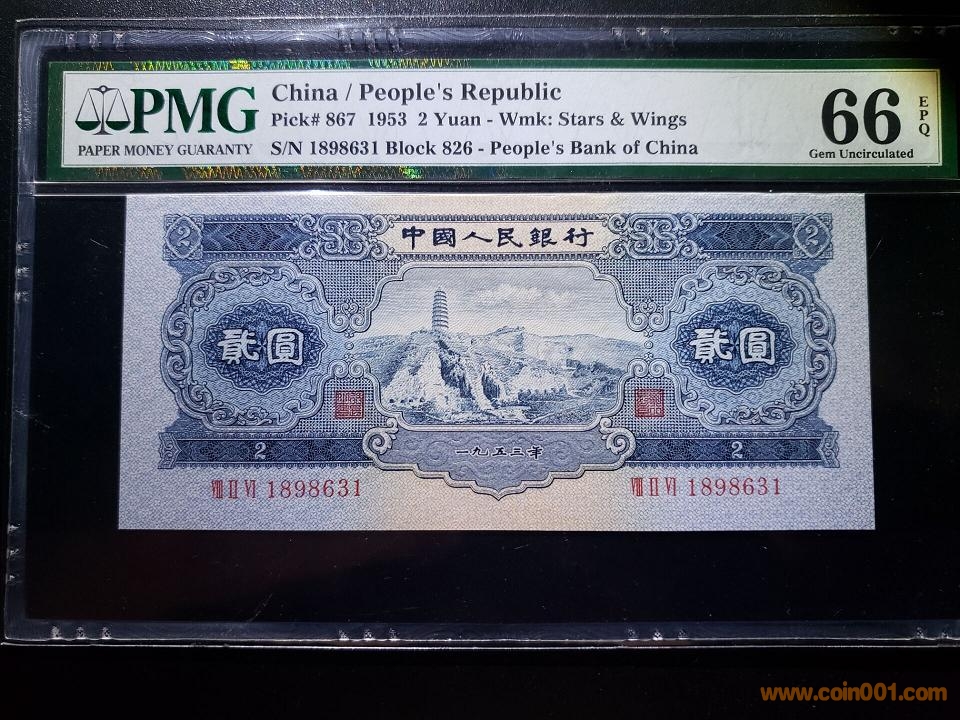 PMG
PAPER MONEY GUARANTY
China / People's Republic
Pick# 867 1953 2 Yuan - Wmk: Stars & Wings
S/N 1898631 Block 826 - People's Bank of China
66
EPQ
Gem Uncirculated
中國人民銀行
2
2
貳圓
貳圓
一九五三年
2
2
Ⅷ Ⅱ Ⅵ 1898631
Ⅷ Ⅱ Ⅵ 1898631
www.coin001.com